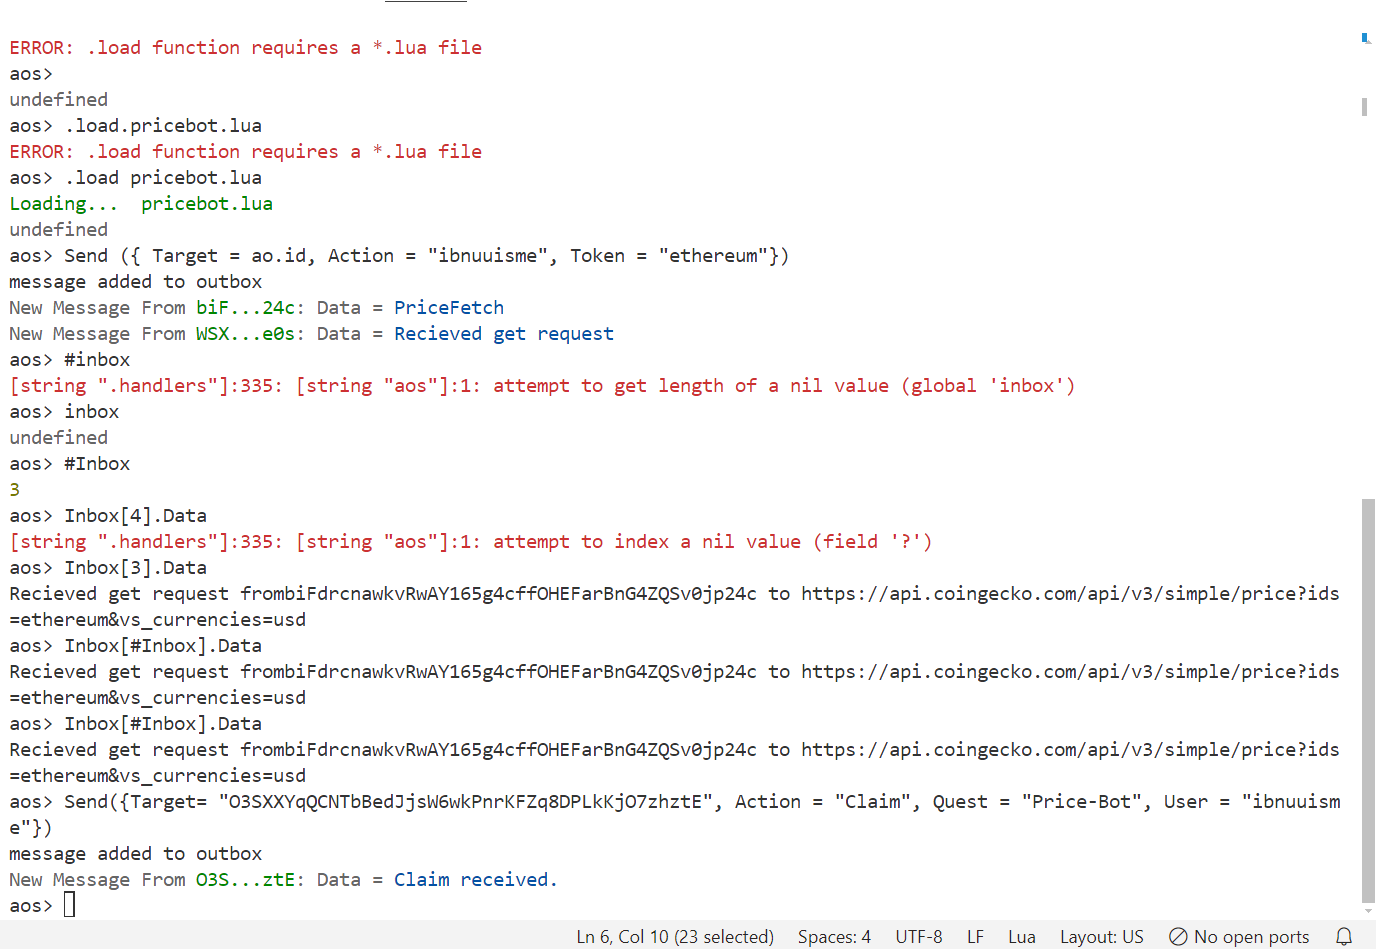 ERROR: .load function requires a *.lua file
aos>
undefined
aos> .load.pricebot.lua
ERROR: .load function requires a *.lua file
aos> .load pricebot.lua
Loading...  pricebot.lua
undefined
aos> Send ({ Target = ao.id, Action = "ibnuuisme", Token = "ethereum"})
message added to outbox
New Message From biF...24c: Data = PriceFetch
New Message From WSX...e0s: Data = Recieved get request
aos> #inbox
[string ".handlers"]:335: [string "aos"]:1: attempt to get length of a nil value (global 'inbox')
aos> inbox
undefined
aos> #Inbox
3
aos> Inbox[4].Data
[string ".handlers"]:335: [string "aos"]:1: attempt to index a nil value (field '?')
aos> Inbox[3].Data
Recieved get request frombiFdrcnawkvRwAY165g4cffOHEFarBnG4ZQSv0jp24c to https://api.coingecko.com/api/v3/simple/price?ids
=ethereum&vs_currencies=usd
aos> Inbox[#Inbox].Data
Recieved get request frombiFdrcnawkvRwAY165g4cffOHEFarBnG4ZQSv0jp24c to https://api.coingecko.com/api/v3/simple/price?ids
=ethereum&vs_currencies=usd
aos> Inbox[#Inbox].Data
Recieved get request frombiFdrcnawkvRwAY165g4cffOHEFarBnG4ZQSv0jp24c to https://api.coingecko.com/api/v3/simple/price?ids
=ethereum&vs_currencies=usd
aos> Send({Target= "O3SXXYqQCNTbBedJjsW6wkPnrKFZq8DPLkKjO7zhztE", Action = "Claim", Quest = "Price-Bot", User = "ibnuuism
e"})
message added to outbox
New Message From O3S...ztE: Data = Claim received.
aos>
Ln 6, Col 10 (23 selected) Spaces: 4 UTF-8 LF Lua Layout: US No open ports